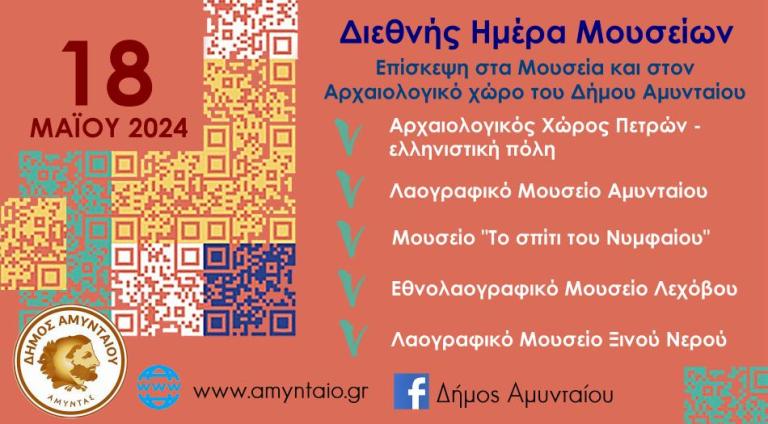 18
ΜΑΪΟΥ 2024
Διεθνής Ημέρα Μουσείων
Επίσκεψη στα Μουσεία και στον
Αρχαιολογικό χώρο του Δήμου Αμυνταίου
Αρχαιολογικός Χώρος Πετρών -
ελληνιστική πόλη
Λαογραφικό Μουσείο Αμυνταίου
Μουσείο "Το σπίτι του Νυμφαίου"
Εθνολαογραφικό Μουσείο Λεχόβου
Λαογραφικό Μουσείο Ξινού Νερού
ΔΗΜΟΣ ΑΜΥΝΤΑΙΟΥ
ΑΜΥΝΤΑΣ
www.amyntaio.gr
f Δήμος Αμυνταίου